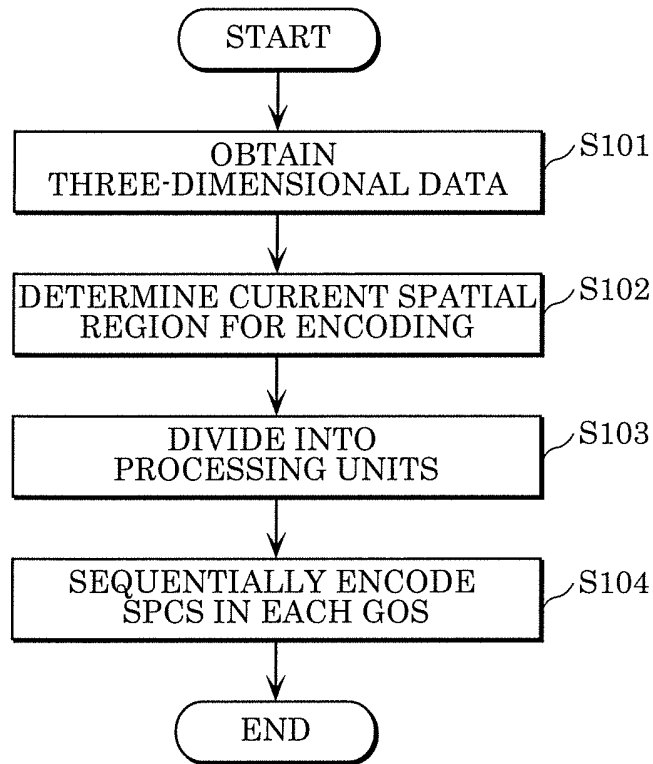 START
OBTAIN
THREE-DIMENSIONAL DATA
S101
DETERMINE CURRENT SPATIAL
REGION FOR ENCODING
S102
DIVIDE INTO
PROCESSING UNITS
S103
SEQUENTIALLY ENCODE
SPCS IN EACH GOS
S104
END